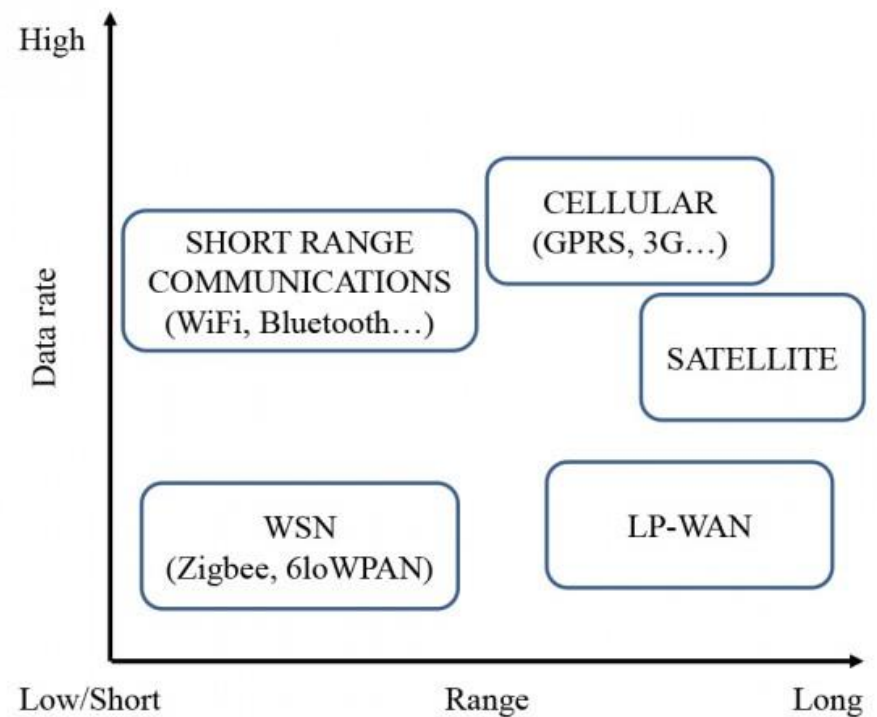 High
CELLULAR
(GPRS, 3G...)
SHORT RANGE
COMMUNICATIONS
(WiFi, Bluetooth...)
Data rate
SATELLITE
WSN
(Zigbee, 6loWPAN)
LP-WAN
Low/Short
Range
Long